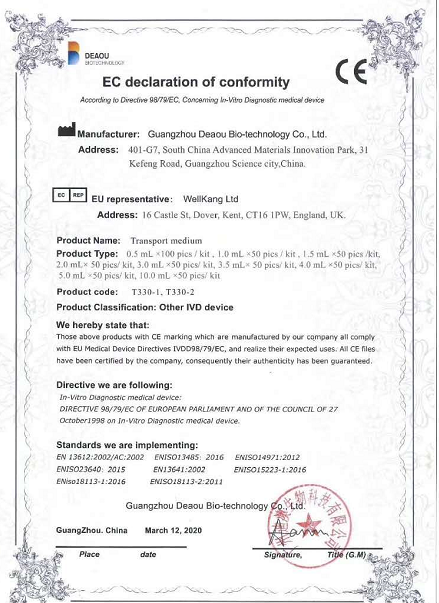 DEAOU
BIOTECHNOLOGY
CE
EC declaration of conformity
According to Directive 98/79/EC, Concerning In-Vitro Diagnostic medical device
Manufacturer: Guangzhou Deaou Bio-technology Co., Ltd.
Address: 401-G7, South China Advanced Materials Innovation Park, 31
Kefeng Road, Guangzhou Science city,China.
EC REP
EU representative: WellKang Ltd
Address: 16 Castle St, Dover, Kent, CT16 1PW, England, UK.
Product Name: Transport medium
Product Type: 0.5 mL ×100 pics / kit , 1.0 mL ×50 pics / kit , 1.5 mL ×50 pics /kit,
2.0 mL× 50 pics/ kit, 3.0 mL ×50 pics/ kit, 3.5 mL× 50 pics/ kit, 4.0 mL ×50 pics/ kit,
5.0 mL ×50 pics/ kit, 10.0 mL ×50 pics/ kit
Product code: T330-1, T330-2
Product Classification: Other IVD device
We hereby state that:
Those above products with CE marking which are manufactured by our company all comply
with EU Medical Device Directives IVDD98/79/EC, and realize their expected uses. All CE files
have been certified by the company, consequently their authenticity has been guaranteed.
Directive we are following:
In-Vitro Diagnostic medical device:
DIRECTIVE 98/79/EC OF EUROPEAN PARLIAMENT AND OF THE COUNCIL OF 27
October1998 on In-Vitro Diagnostic medical device.
Standards we are implementing:
EN 13612:2002/AC:2002 ENISO13485: 2016 ENISO14971:2012
ENISO23640: 2015 EN13641:2002 ENISO15223-1:2016
ENiso18113-1:2016 ENISO18113-2:2011
Guangzhou Deaou Bio-technology Co., Ltd.
GuangZhou. China March 12, 2020
Place date Signature, Title (G.M)